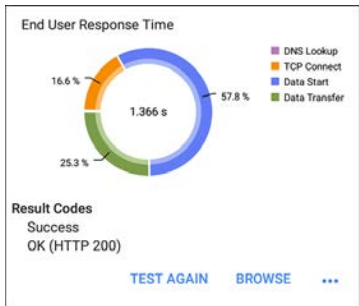 End User Response Time
DNS Lookup
TCP Connect
Data Start
Data Transfer
16.6 %
1.366 s
57.8 %
25.3 %
Result Codes
Success
OK (HTTP 200)
TEST AGAIN BROWSE ...